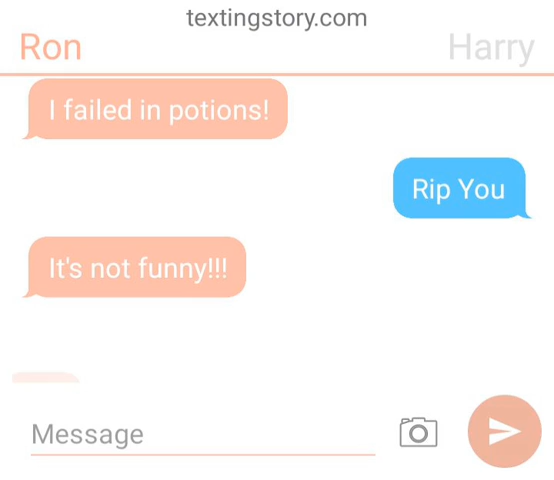 textingstory.com
Ron
Harry
I failed in potions!
Rip You
It's not funny!!!
Message